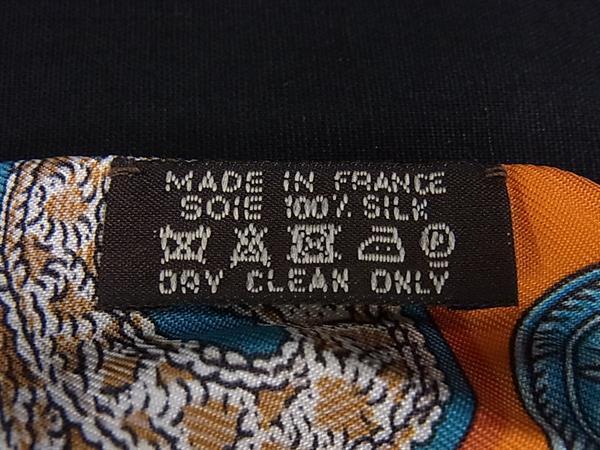 MADE IN FRANCE
SOIE 100% SILK
P
DRY CLEAN ONLY